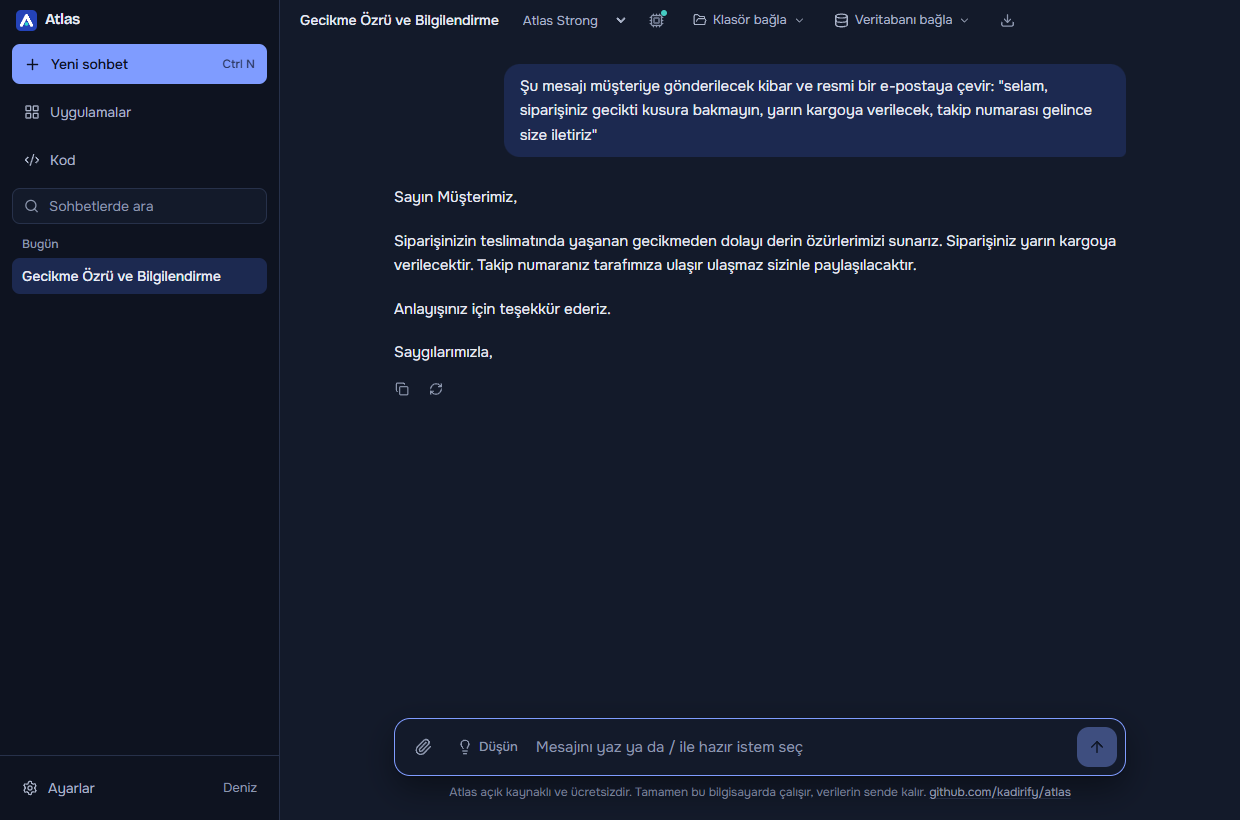 Atlas
Yeni sohbet Ctrl N
Uygulamalar
Kod
Sohbetlerde ara
Bugün
Gecikme Özrü ve Bilgilendirme
Ayarlar Deniz
Gecikme Özrü ve Bilgilendirme Atlas Strong Klasör bağla Veritabanı bağla
Şu mesajı müşteriye gönderilecek kibar ve resmi bir e-postaya çevir: "selam,
siparişiniz gecikti kusura bakmayın, yarın kargoya verilecek, takip numarası gelince
size iletiriz"
Sayın Müşterimiz,
Siparişinizin teslimatında yaşanan gecikmeden dolayı derin özürlerimizi sunarız. Siparişiniz yarın kargoya
verilecektir. Takip numaranız tarafımıza ulaşır ulaşmaz sizinle paylaşılacaktır.
Anlayışınız için teşekkür ederiz.
Saygılarımızla,
Düşün Mesajını yaz ya da / ile hazır istem seç
Atlas açık kaynaklı ve ücretsizdir. Tamamen bu bilgisayarda çalışır, verilerin sende kalır. github.com/kadirify/atlas